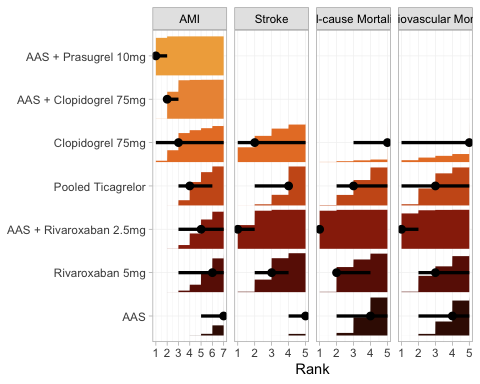 AMI Stroke l-cause Mortali iovascular Mor
AAS + Prasugrel 10mg
AAS + Clopidogrel 75mg
Clopidogrel 75mg
Pooled Ticagrelor
AAS + Rivaroxaban 2.5mg
Rivaroxaban 5mg
AAS
1 2 3 4 5 6 7 1 2 3 4 5 1 2 3 4 5 1 2 3 4 5
Rank